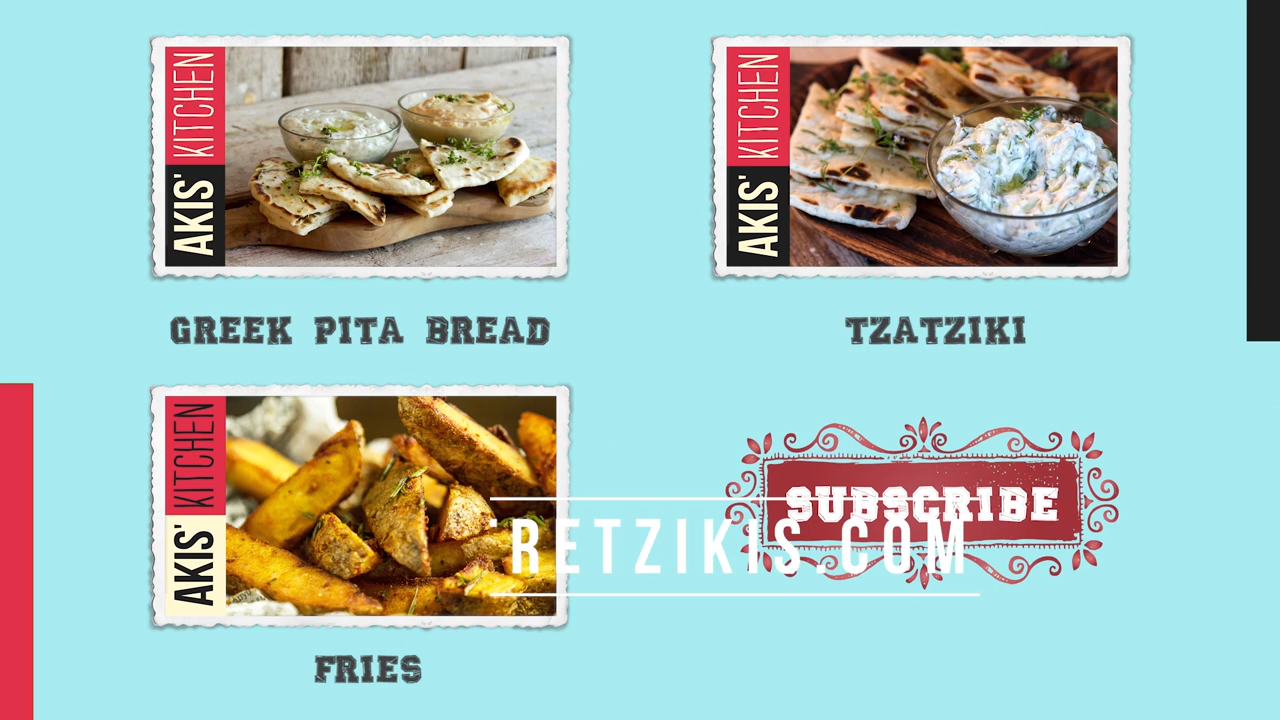 AKIS' KITCHEN
GREEK PITA BREAD
AKIS' KITCHEN
TZATZIKI
AKIS' KITCHEN
FRIES
SUBSCRIBE
RETZIKIS.COM